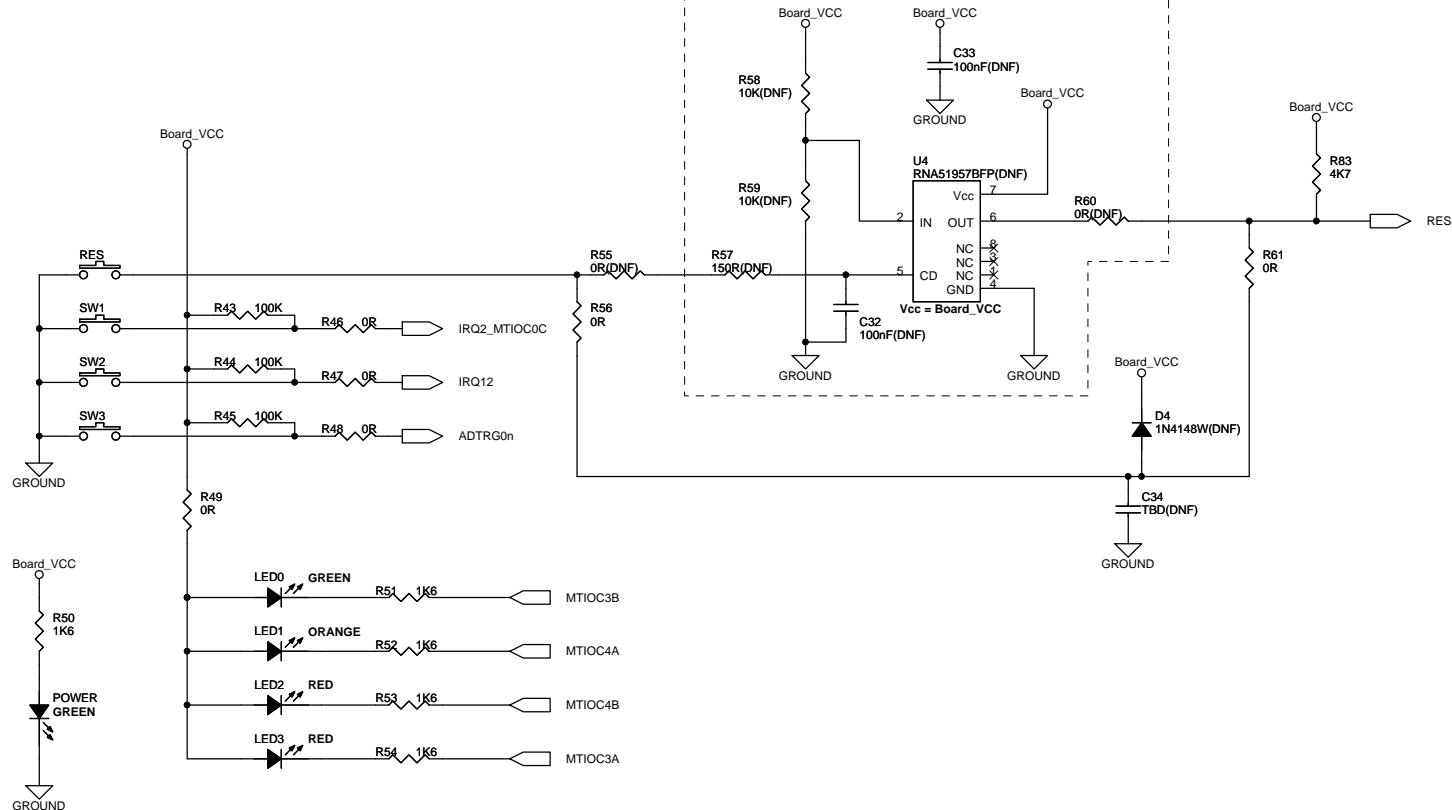 Board_VCC
Board_VCC
C33
100nF(DNF)
R58
10K(DNF)
GROUND
Board_VCC
Board_VCC
Board_VCC
U4
RNA51957BFP(DNF)
R83
4K7
R59
10K(DNF)
Vcc
7
R60
0R(DNF)
2
IN
OUT
6
RES
NC
8
NC
3
NC
1
GND
4
5
CD
Vcc = Board_VCC
R61
0R
RES
R55
0R(DNF)
R57
150R(DNF)
R56
0R
C32
100nF(DNF)
SW1
R43
100K
R46
0R
IRQ2_MTIOC0C
SW2
R44
100K
R47
0R
IRQ12
GROUND
GROUND
Board_VCC
SW3
R45
100K
R48
0R
ADTRG0n
D4
1N4148W(DNF)
GROUND
R49
0R
C34
TBD(DNF)
GROUND
Board_VCC
R50
1K6
POWER
GREEN
GROUND
LED0
GREEN
R51
1K6
MTIOC3B
LED1
ORANGE
R52
1K6
MTIOC4A
LED2
RED
R53
1K6
MTIOC4B
LED3
RED
R54
1K6
MTIOC3A